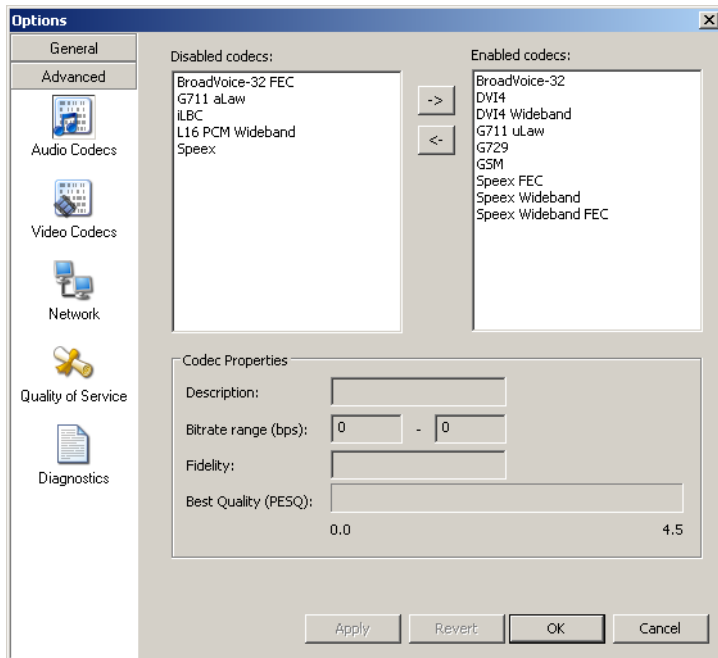 Options
General
Advanced
Audio Codecs
Video Codecs
Network
Quality of Service
Diagnostics
Disabled codecs:
BroadVoice-32 FEC
G711 aLaw
iLBC
L16 PCM Wideband
Speex
->
<-
Enabled codecs:
BroadVoice-32
DVI4
DVI4 Wideband
G711 uLaw
G729
GSM
Speex FEC
Speex Wideband
Speex Wideband FEC
Codec Properties
Description:
Bitrate range (bps): 0 - 0
Fidelity:
Best Quality (PESQ):
0.0 4.5
Apply Revert OK Cancel